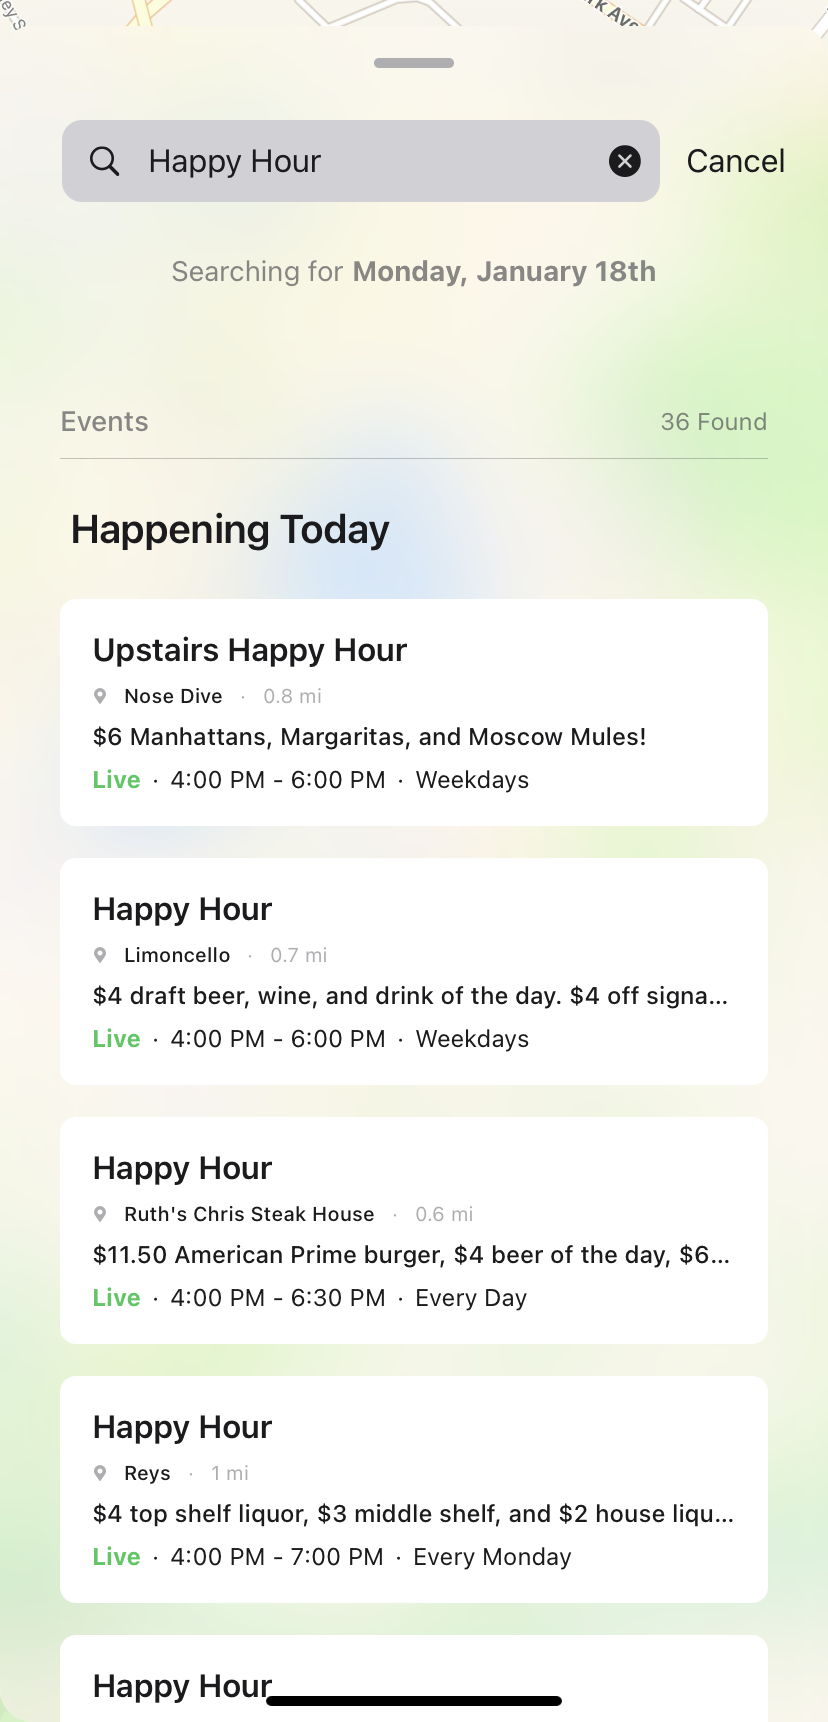 ey S
rk Ave
Happy Hour
Cancel
Searching for Monday, January 18th
Events
36 Found
Happening Today
Upstairs Happy Hour
Nose Dive · 0.8 mi
$6 Manhattans, Margaritas, and Moscow Mules!
Live · 4:00 PM - 6:00 PM · Weekdays
Happy Hour
Limoncello · 0.7 mi
$4 draft beer, wine, and drink of the day. $4 off signa...
Live · 4:00 PM - 6:00 PM · Weekdays
Happy Hour
Ruth's Chris Steak House · 0.6 mi
$11.50 American Prime burger, $4 beer of the day, $6...
Live · 4:00 PM - 6:30 PM · Every Day
Happy Hour
Reys · 1 mi
$4 top shelf liquor, $3 middle shelf, and $2 house liqu...
Live · 4:00 PM - 7:00 PM · Every Monday
Happy Hour